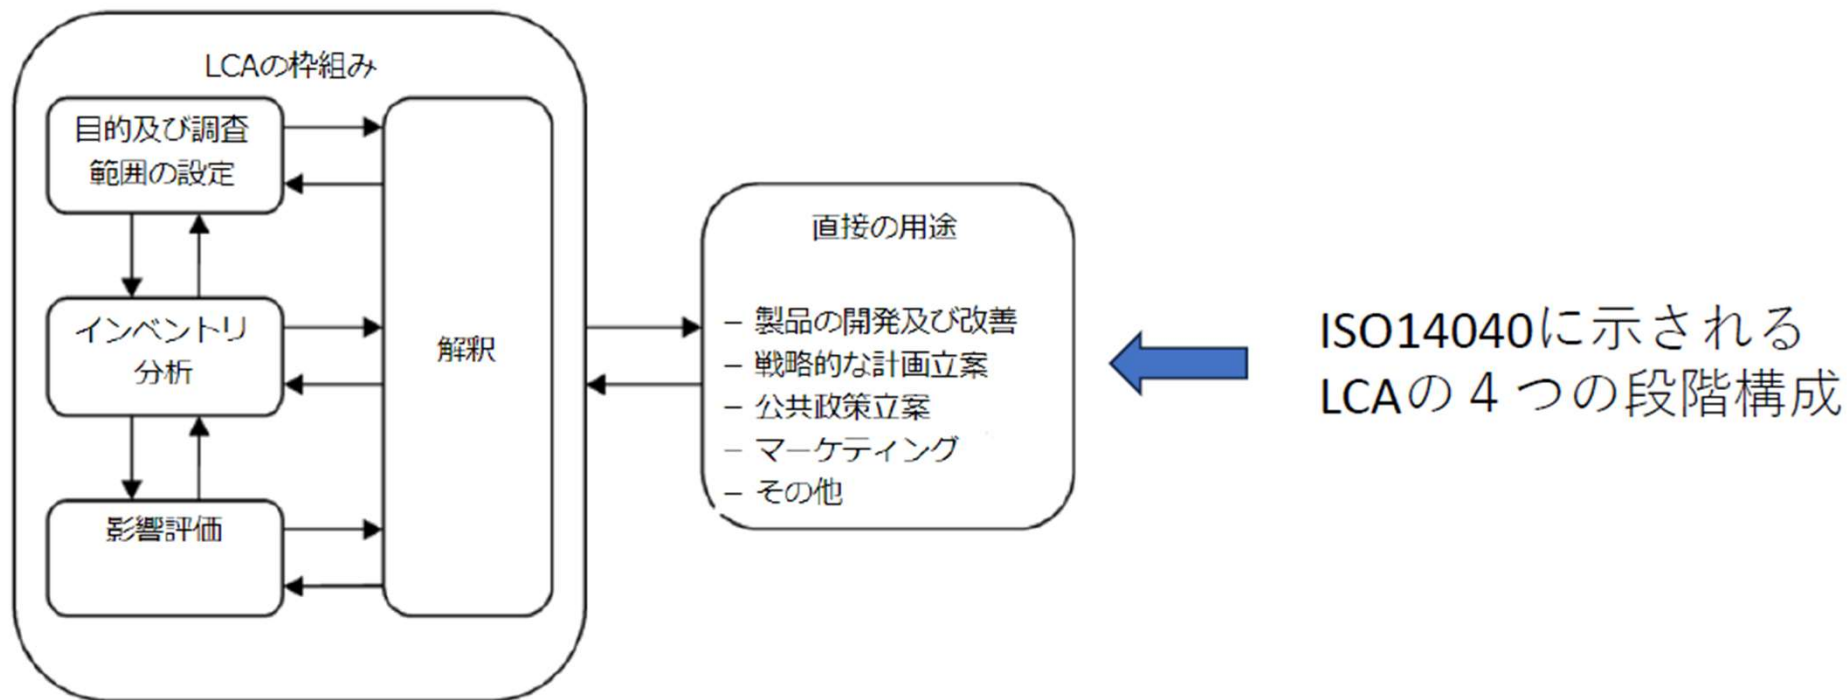 LCAの枠組み
目的及び調査
範囲の設定
インベントリ
分析
影響評価
解釈
直接の用途
– 製品の開発及び改善
– 戦略的な計画立案
– 公共政策立案
– マーケティング
– その他
ISO14040に示される
LCAの４つの段階構成